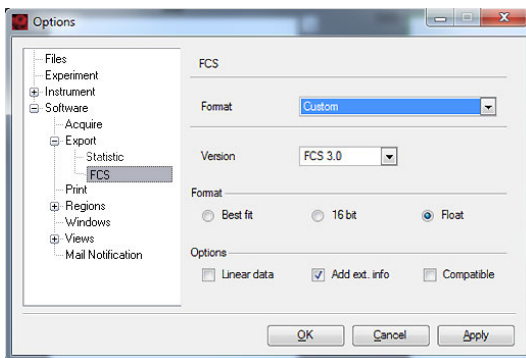 Options
Files
Experiment
Instrument
Software
Acquire
Export
Statistic
FCS
Print
Regions
Windows
Views
Mail Notification
FCS
Format
Custom
Version
FCS 3.0
Format
Best fit
16 bit
Float
Options
Linear data
Add ext. info
Compatible
OK
Cancel
Apply